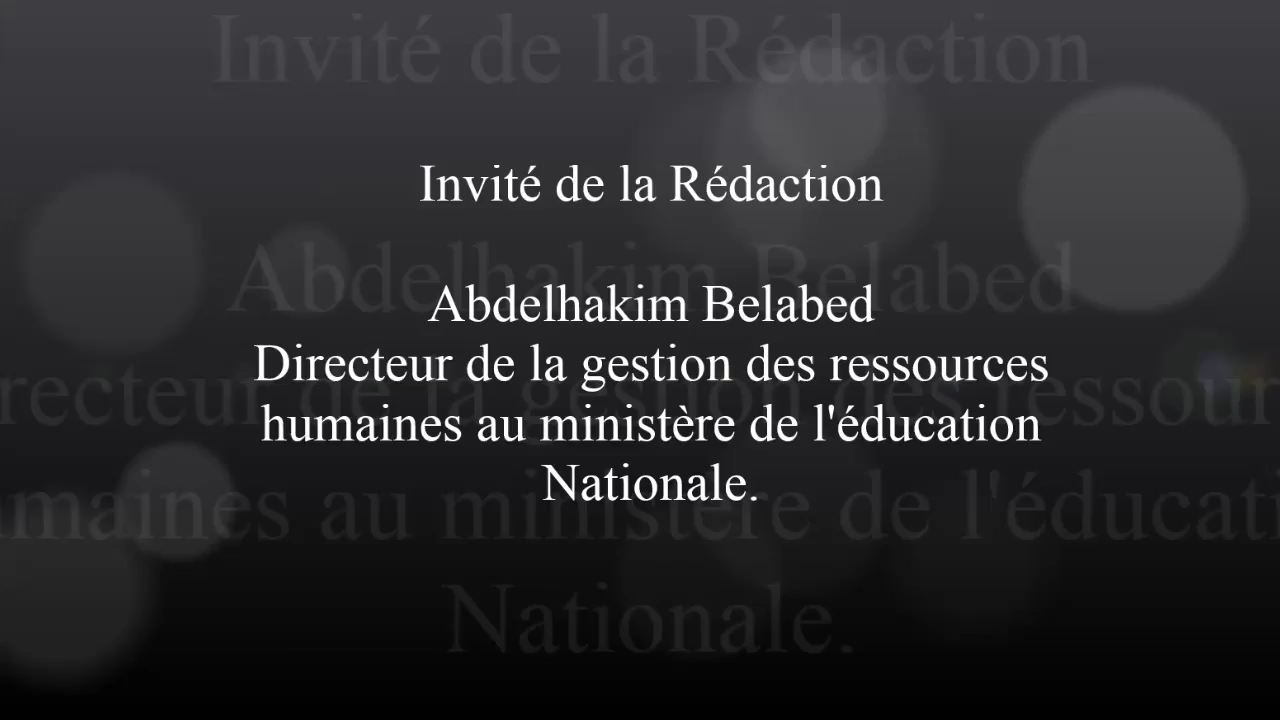 Invité de la Rédaction
Abdelhakim Belabed
Directeur de la gestion des ressources
humaines au ministère de l'éducation
Nationale.